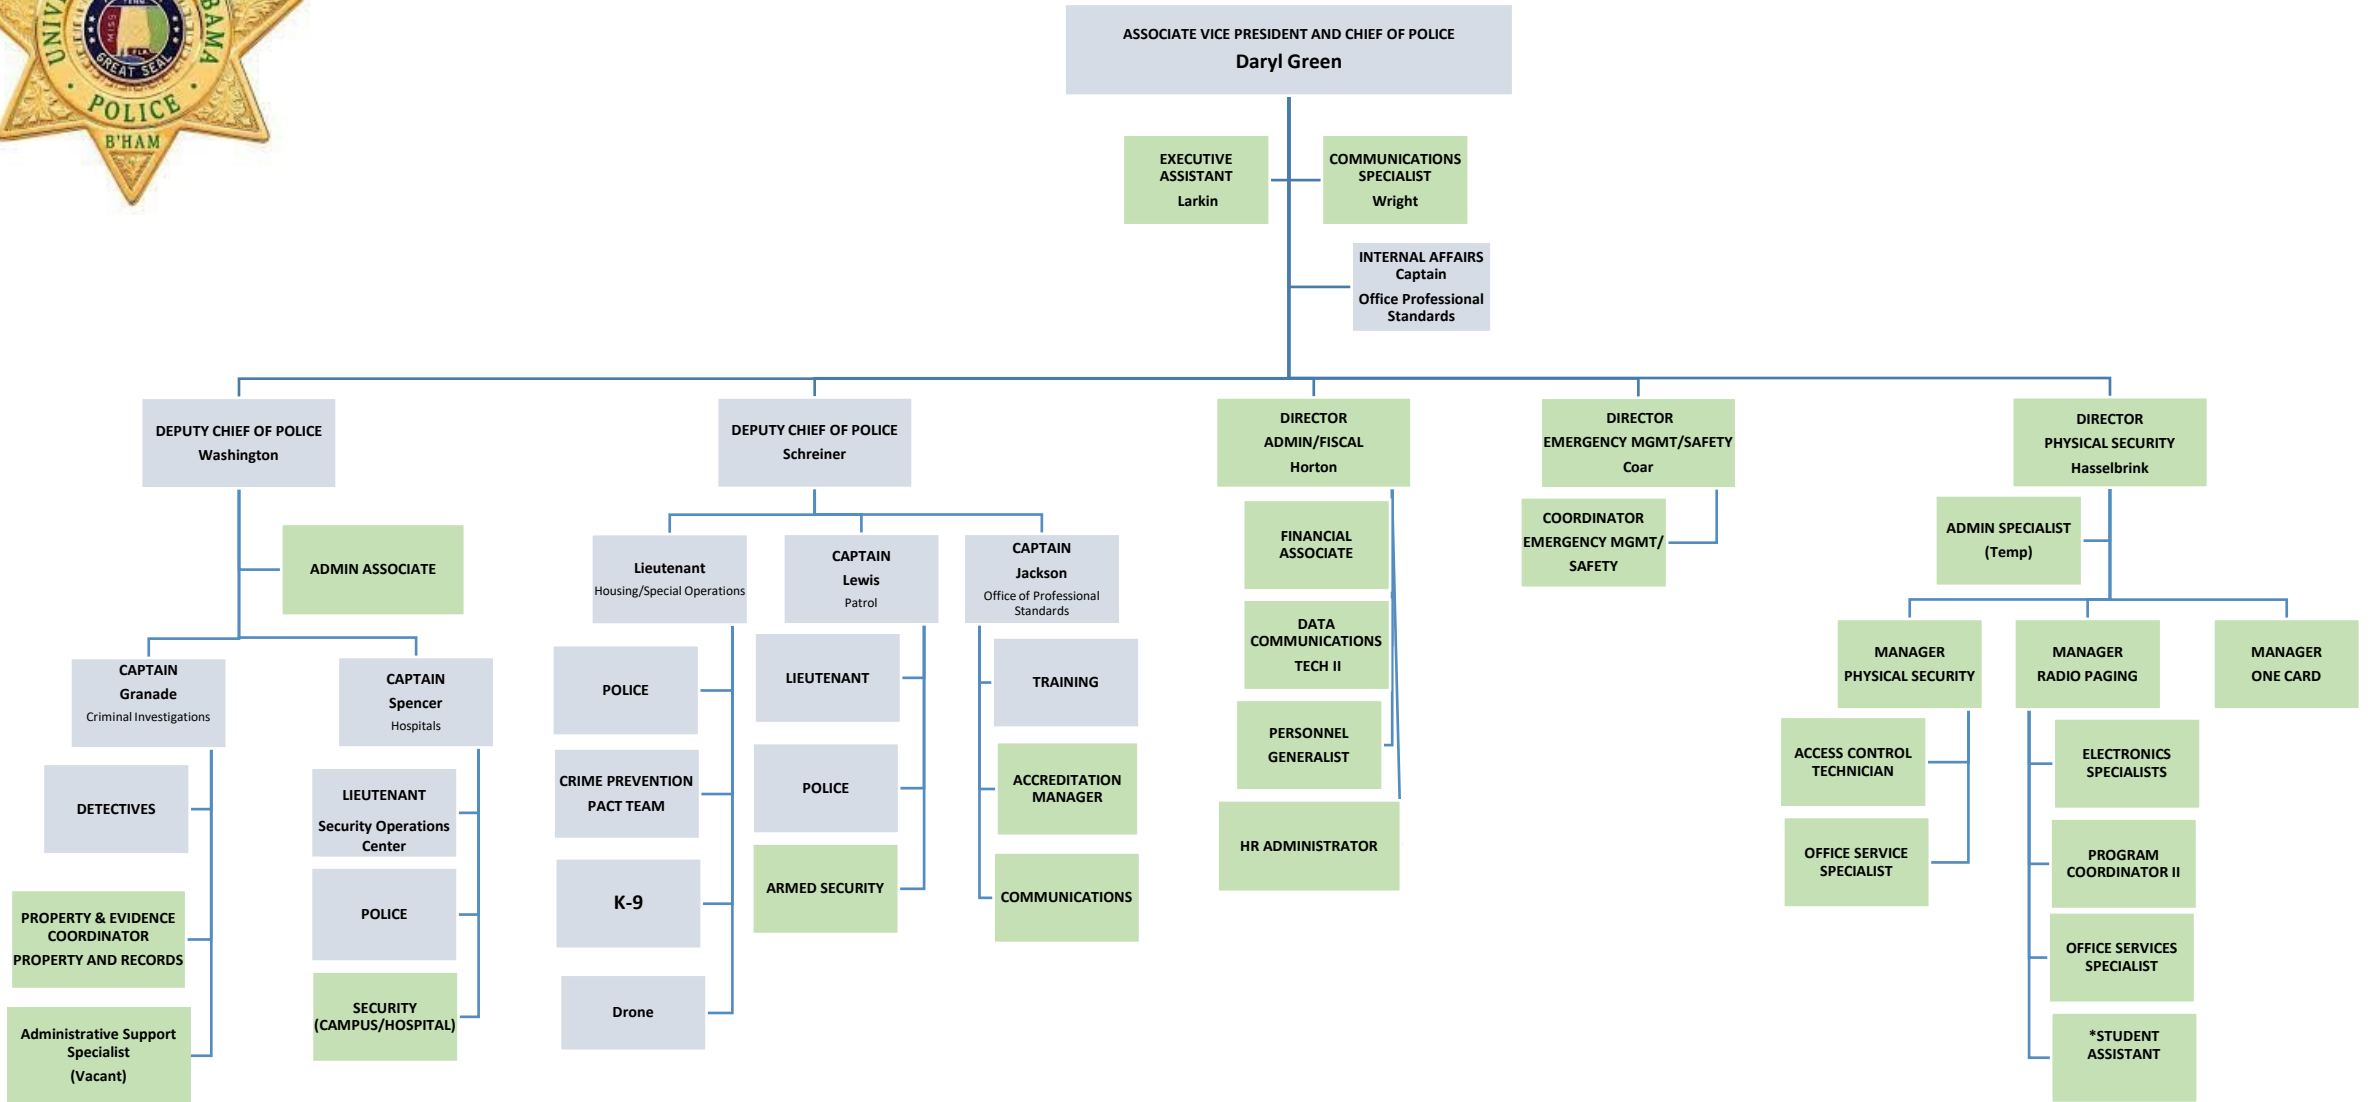 BAMA
MISS
TENN.
FLA.
GREAT SEAL
POLICE
B'HAM
ASSOCIATE VICE PRESIDENT AND CHIEF OF POLICE
Daryl Green
EXECUTIVE
ASSISTANT
Larkin
COMMUNICATIONS
SPECIALIST
Wright
INTERNAL AFFAIRS
Captain
Office Professional
Standards
DEPUTY CHIEF OF POLICE
Washington
DEPUTY CHIEF OF POLICE
Schreiner
DIRECTOR
ADMIN/FISCAL
Horton
DIRECTOR
EMERGENCY MGMT/SAFETY
Coar
DIRECTOR
PHYSICAL SECURITY
Hasselbrink
ADMIN ASSOCIATE
CAPTAIN
Granade
Criminal Investigations
DETECTIVES
PROPERTY & EVIDENCE
COORDINATOR
PROPERTY AND RECORDS
Administrative Support
Specialist
(Vacant)
CAPTAIN
Spencer
Hospitals
LIEUTENANT
Security Operations
Center
POLICE
SECURITY
(CAMPUS/HOSPITAL)
Lieutenant
Housing/Special Operations
POLICE
CRIME PREVENTION
PACT TEAM
K-9
Drone
CAPTAIN
Lewis
Patrol
LIEUTENANT
POLICE
ARMED SECURITY
CAPTAIN
Jackson
Office of Professional
Standards
TRAINING
ACCREDITATION
MANAGER
COMMUNICATIONS
FINANCIAL
ASSOCIATE
DATA
COMMUNICATIONS
TECH II
PERSONNEL
GENERALIST
HR ADMINISTRATOR
COORDINATOR
EMERGENCY MGMT/
SAFETY
ADMIN SPECIALIST
(Temp)
MANAGER
PHYSICAL SECURITY
ACCESS CONTROL
TECHNICIAN
OFFICE SERVICE
SPECIALIST
MANAGER
RADIO PAGING
ELECTRONICS
SPECIALISTS
PROGRAM
COORDINATOR II
OFFICE SERVICES
SPECIALIST
*STUDENT
ASSISTANT
MANAGER
ONE CARD